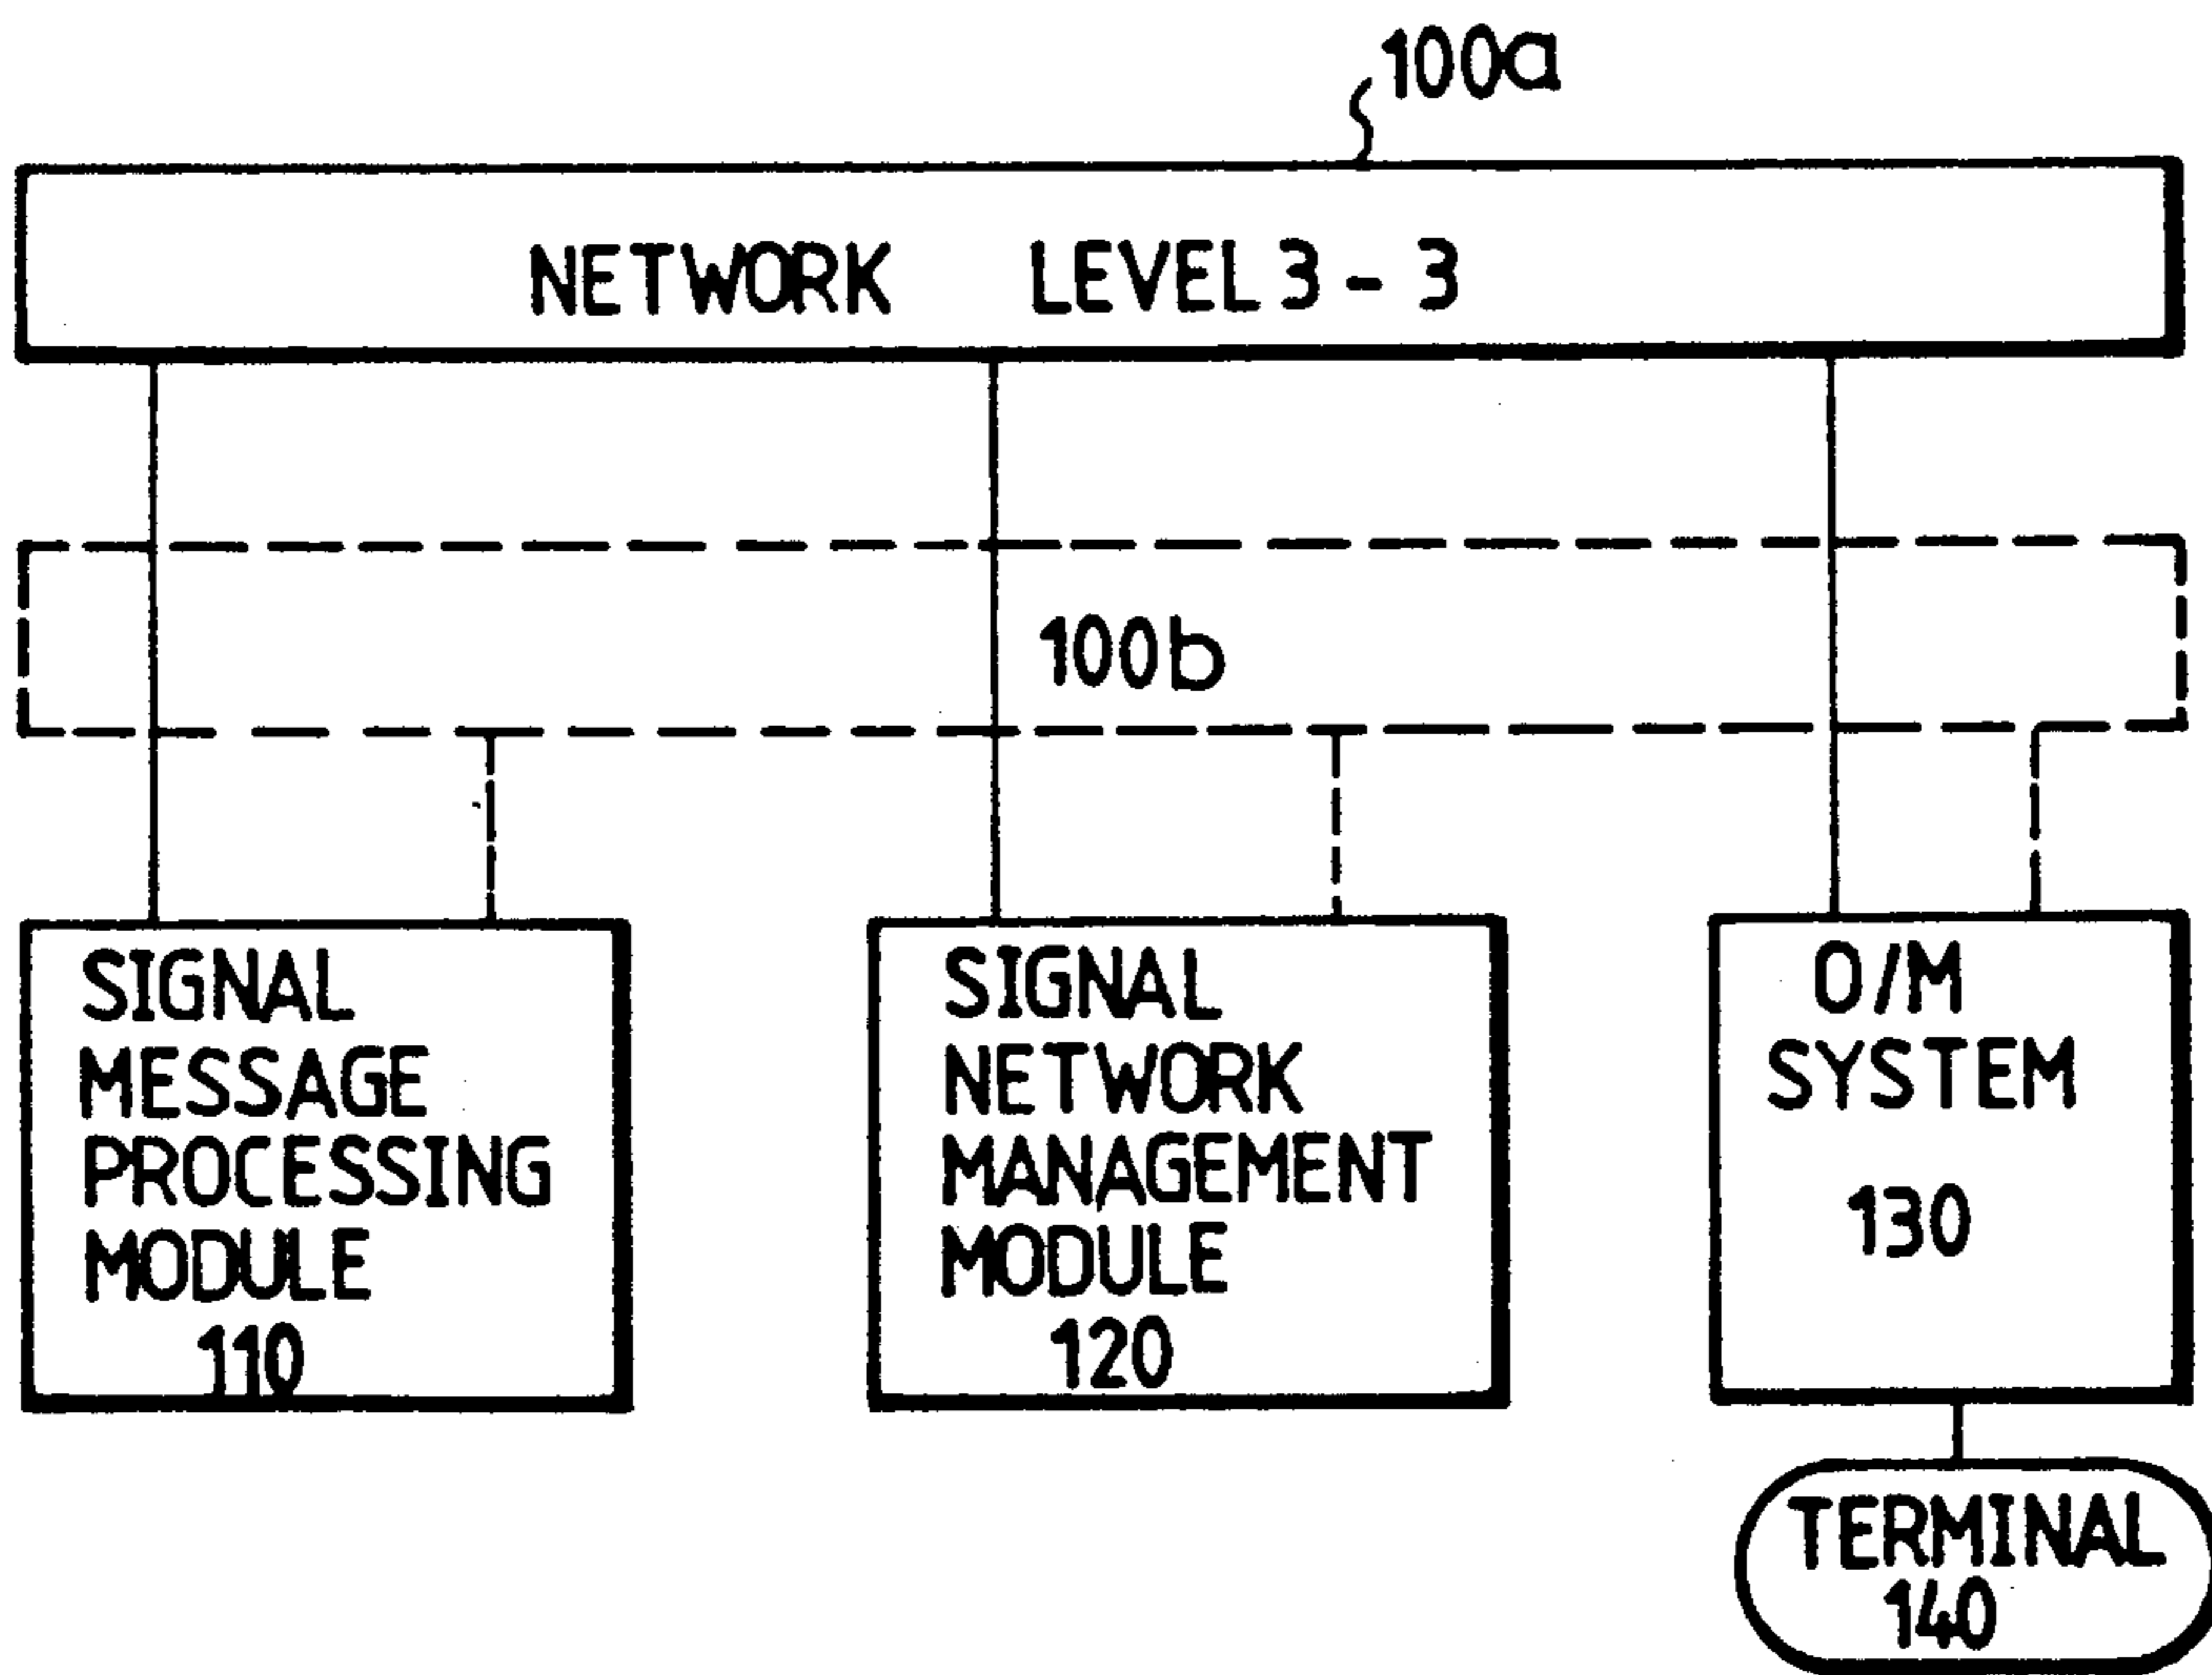 100a
NETWORK LEVEL 3 - 3
100b
SIGNAL
MESSAGE
PROCESSING
MODULE
110
SIGNAL
NETWORK
MANAGEMENT
MODULE
120
O/M
SYSTEM
130
TERMINAL
140